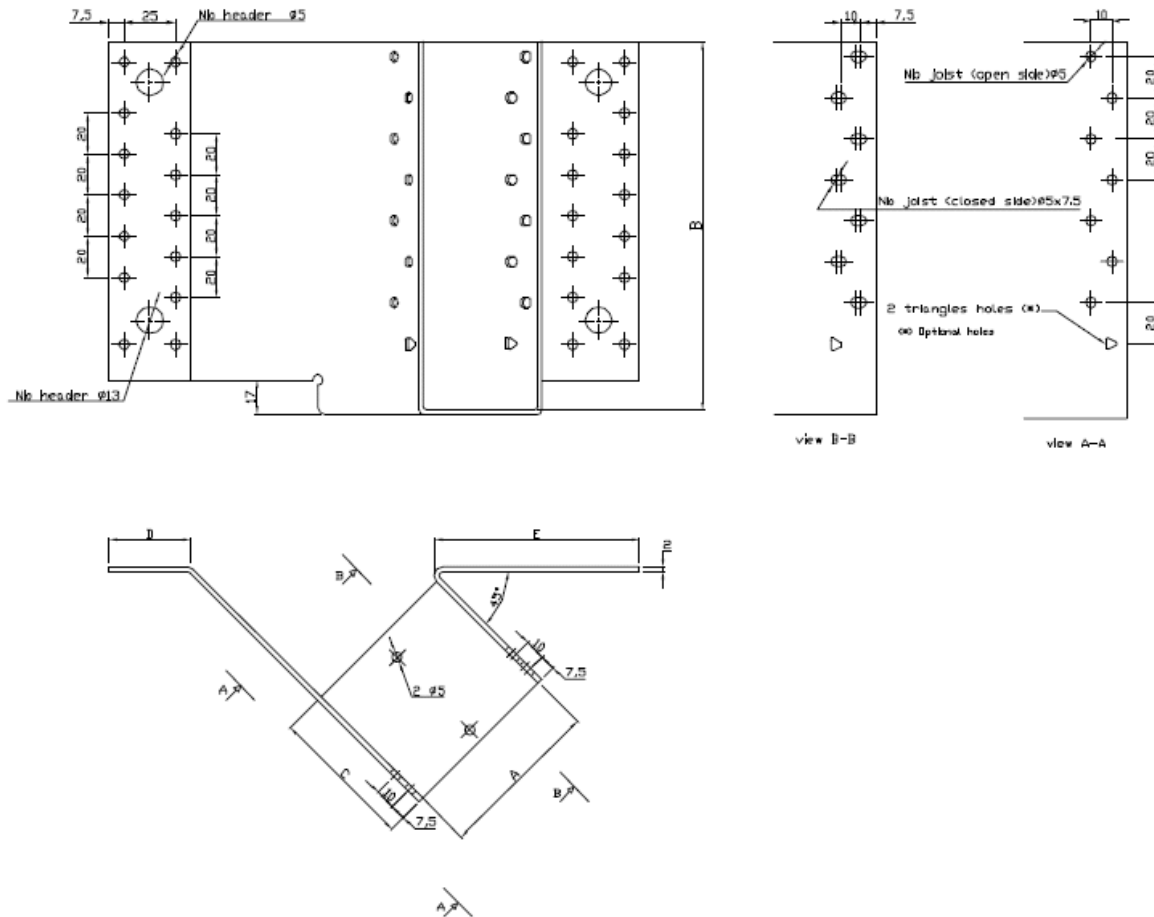 7,5
25
Nb header ø5
10
7,5
10
Nb joist (open side)ø5
20
20
20
20
20
20
20
20
20
20
20
B
Nb joist (closed side)ø5x7.5
2 triangles holes (*)
(*) Optional holes
20
17
Nb header ø13
view B-B
view A-A
D
E
2
B
45°
10
7,5
A
2 ø5
C
A
B
10
7,5
A